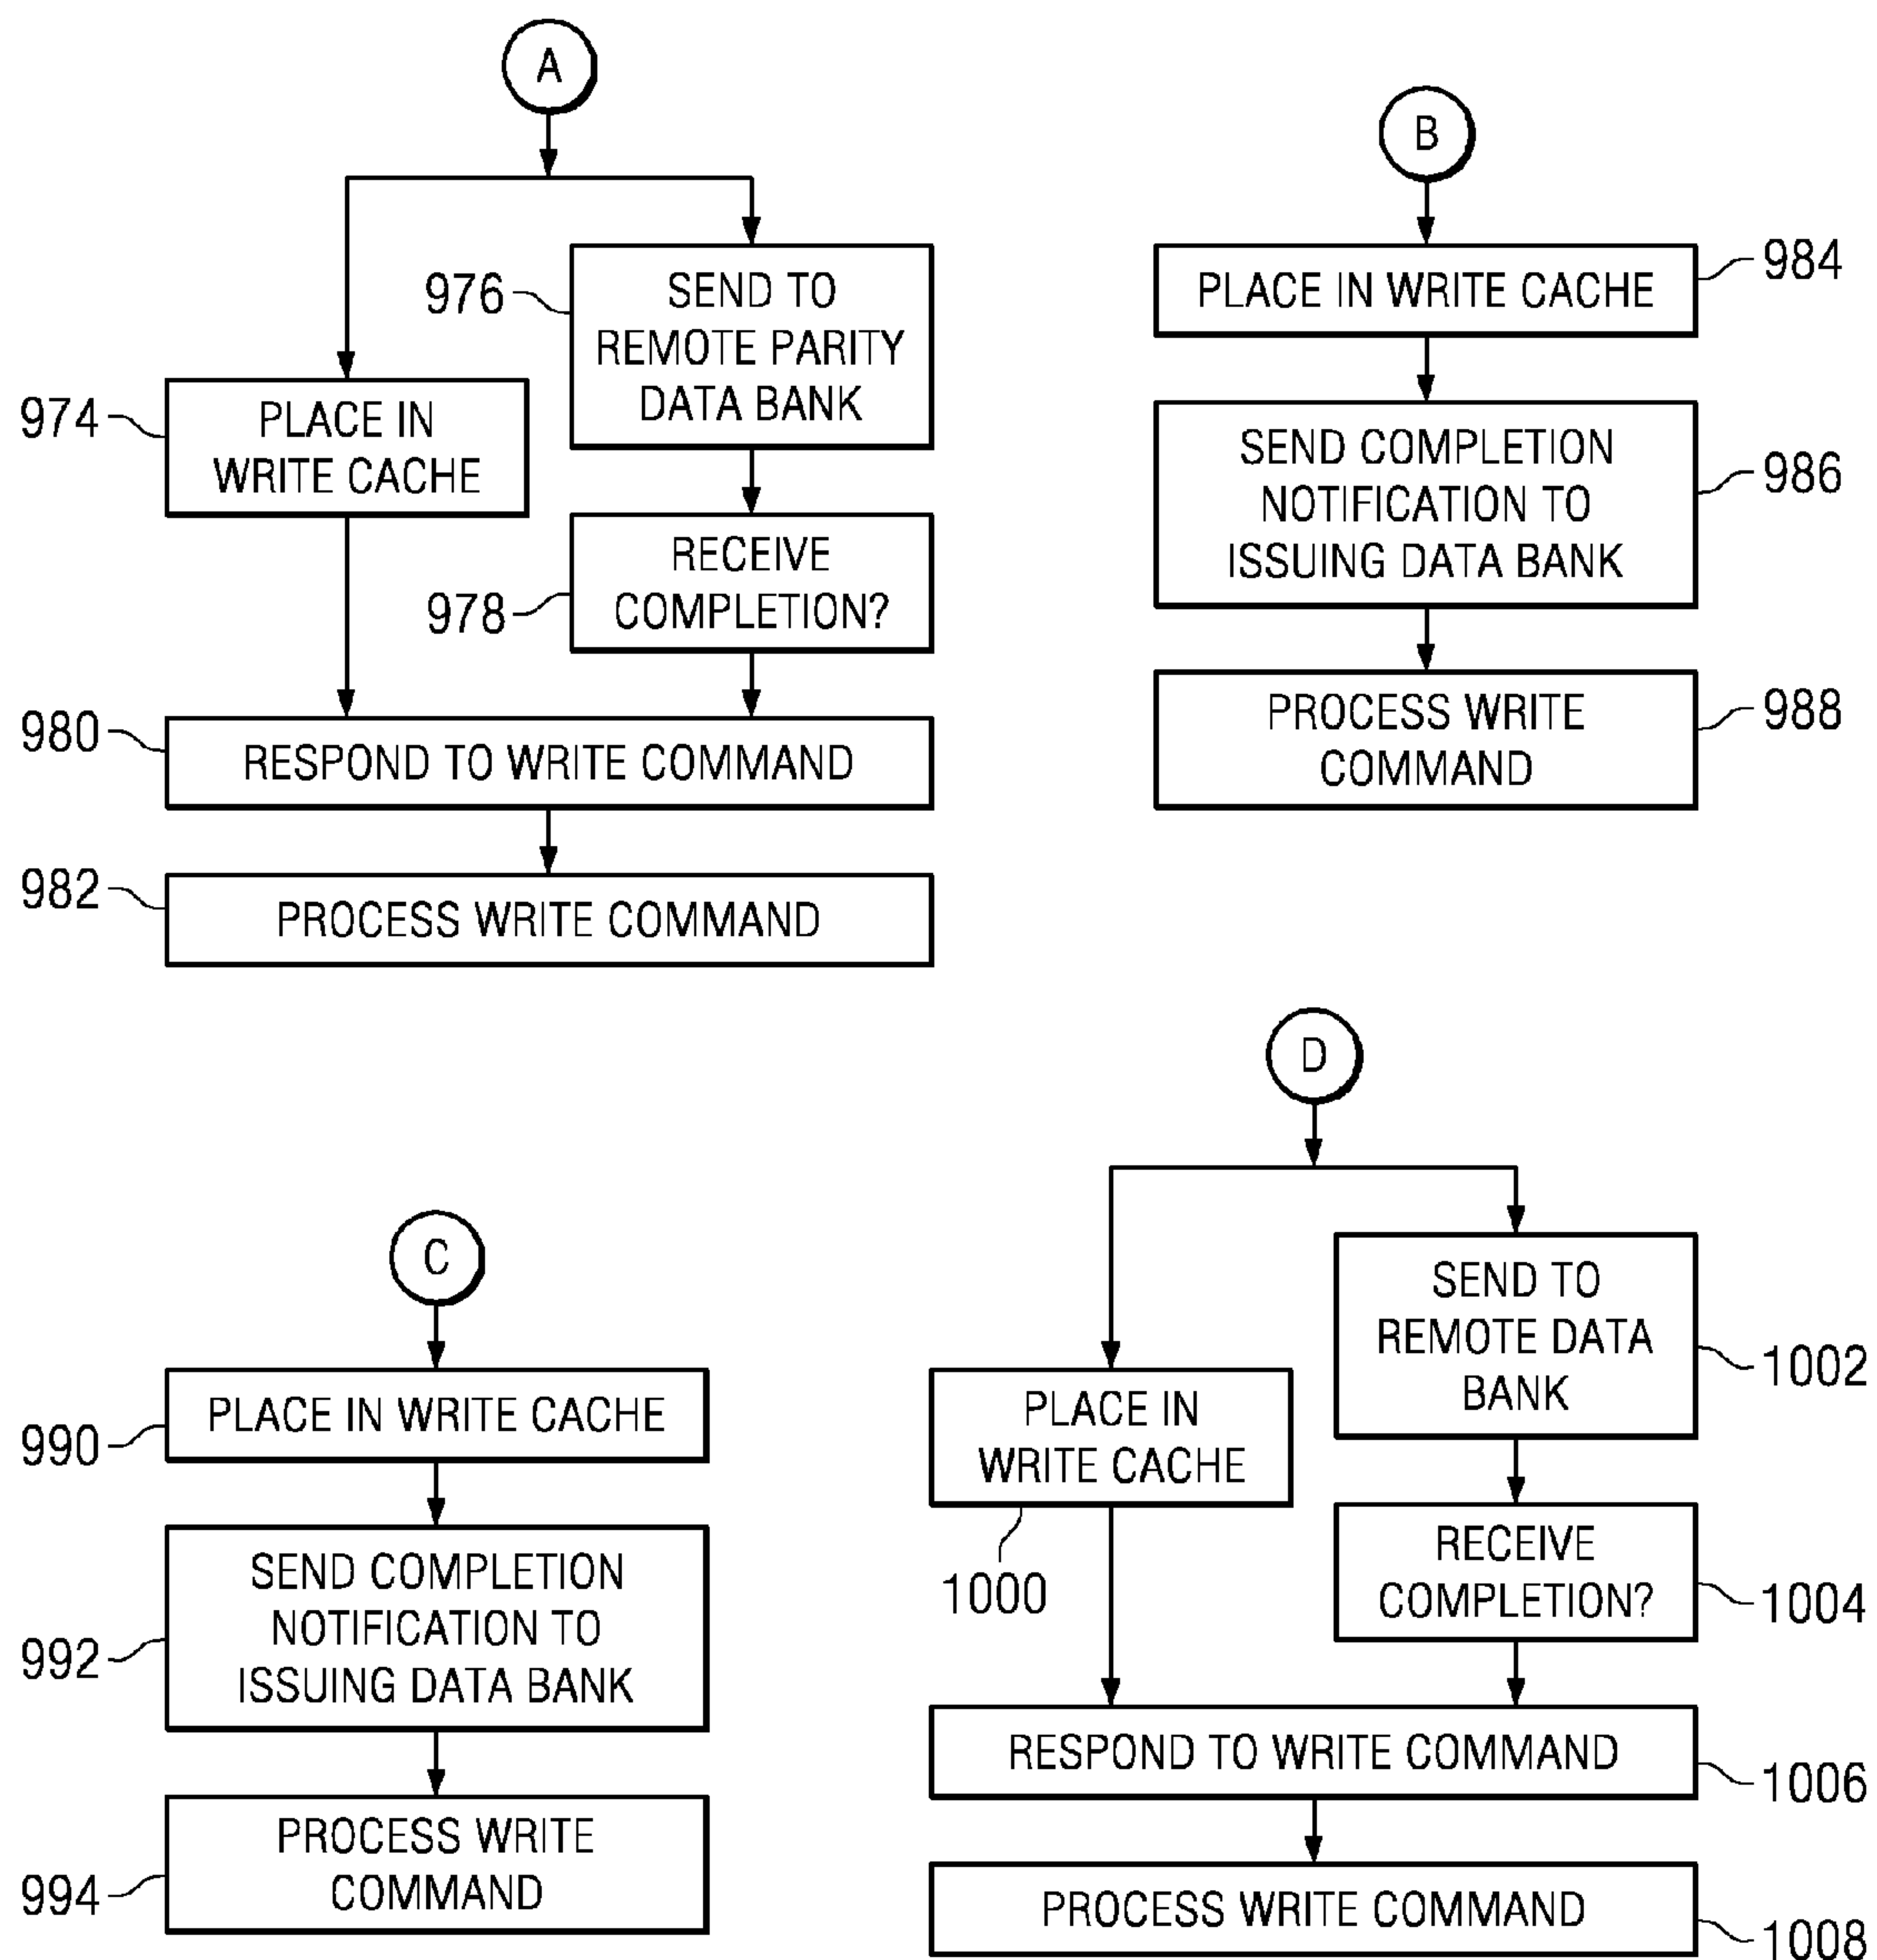 A
976
SEND TO
REMOTE PARITY
DATA BANK
974
PLACE IN
WRITE CACHE
978
RECEIVE
COMPLETION?
980
RESPOND TO WRITE COMMAND
982
PROCESS WRITE COMMAND
B
PLACE IN WRITE CACHE
984
SEND COMPLETION
NOTIFICATION TO
ISSUING DATA BANK
986
PROCESS WRITE
COMMAND
988
C
990
PLACE IN WRITE CACHE
992
SEND COMPLETION
NOTIFICATION TO
ISSUING DATA BANK
994
PROCESS WRITE
COMMAND
D
SEND TO
REMOTE DATA
BANK
1002
PLACE IN
WRITE CACHE
1000
RECEIVE
COMPLETION?
1004
RESPOND TO WRITE COMMAND
1006
PROCESS WRITE COMMAND
1008